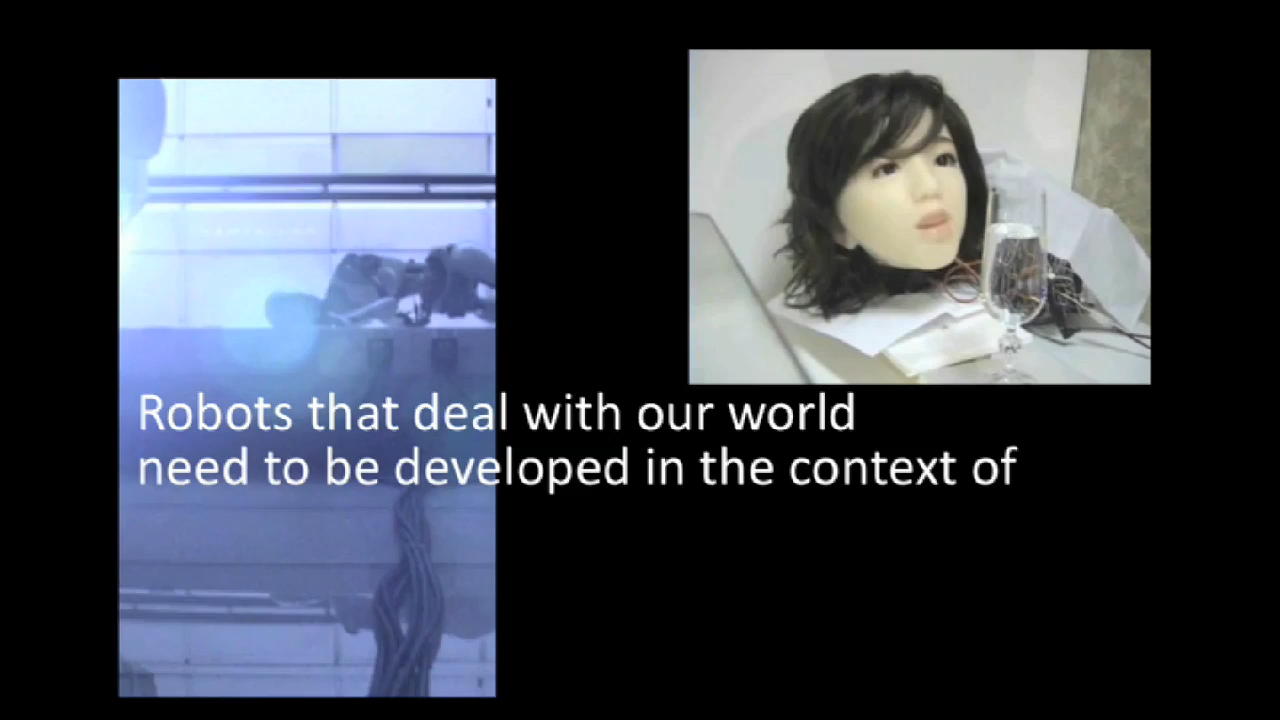 Robots that deal with our world
need to be developed in the context of